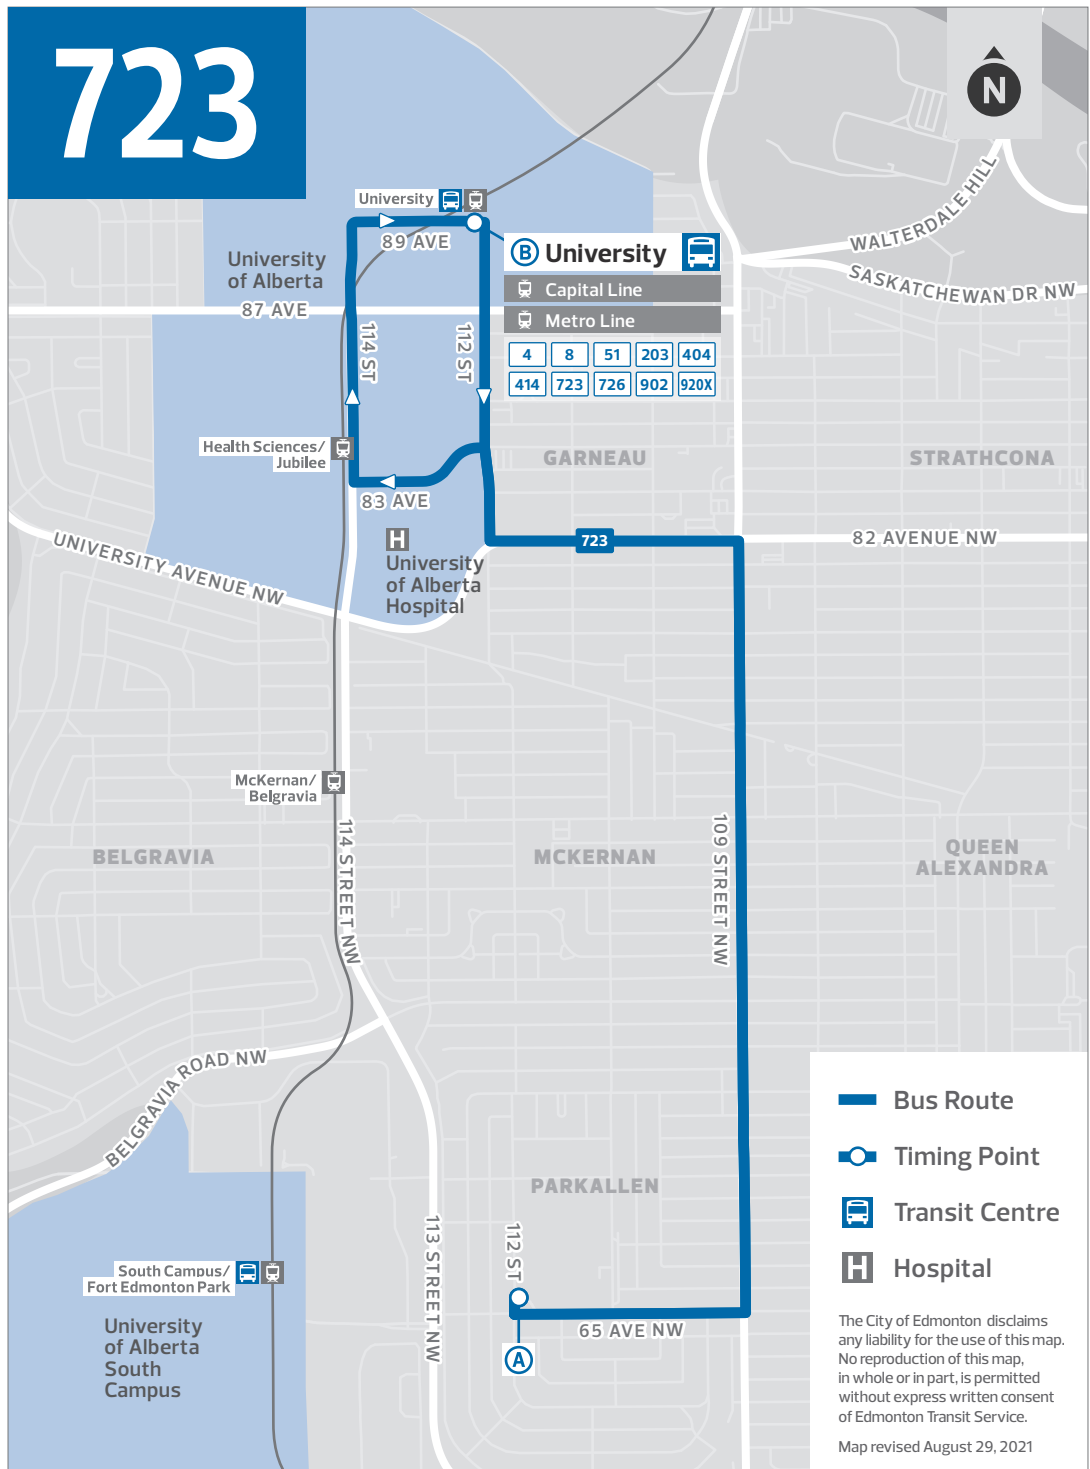 723
N
WALTERDALE HILL
SASKATCHEWAN DR NW
University
89 AVE
B University
Capital Line
Metro Line
4 8 51 203 404
414 723 726 902 920X
University
of Alberta
87 AVE
114 ST
112 ST
Health Sciences/
Jubilee
83 AVE
GARNEAU
STRATHCONA
H
University
of Alberta
Hospital
723
82 AVENUE NW
UNIVERSITY AVENUE NW
McKernan/
Belgravia
114 STREET NW
109 STREET NW
BELGRAVIA
MCKERNAN
QUEEN
ALEXANDRA
BELGRAVIA ROAD NW
PARKALLEN
113 STREET NW
112 ST
65 AVE NW
A
South Campus/
Fort Edmonton Park
University
of Alberta
South
Campus
Bus Route
Timing Point
Transit Centre
H Hospital
The City of Edmonton disclaims
any liability for the use of this map.
No reproduction of this map,
in whole or in part, is permitted
without express written consent
of Edmonton Transit Service.
Map revised August 29, 2021